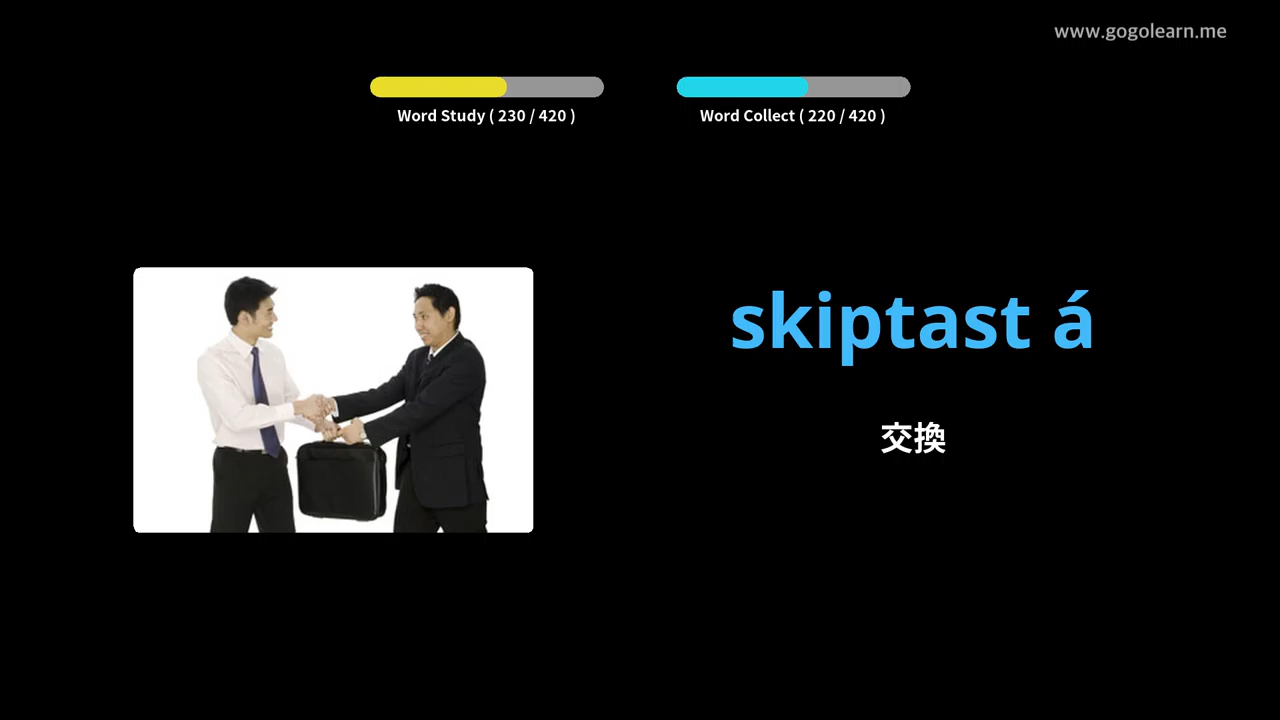 www.gogolearn.me
Word Study ( 230 / 420 )
Word Collect ( 220 / 420 )
skiptast á
交換